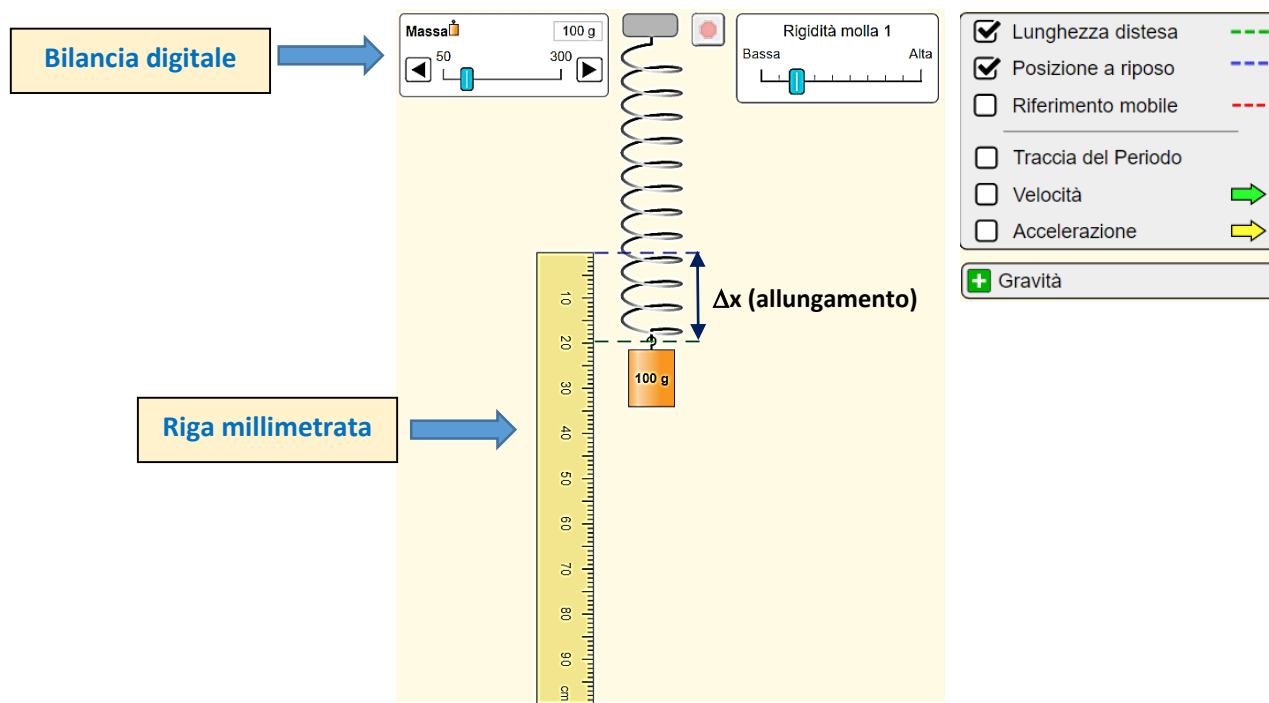 Bilancia digitale
Massa
100 g
50
300
Rigidità molla 1
Bassa
Alta
Lunghezza distesa
Posizione a riposo
Riferimento mobile
Traccia del Periodo
Velocità
Accelerazione
Gravità
Δx (allungamento)
100 g
Riga millimetrata
10
20
30
40
50
60
70
80
90
cm